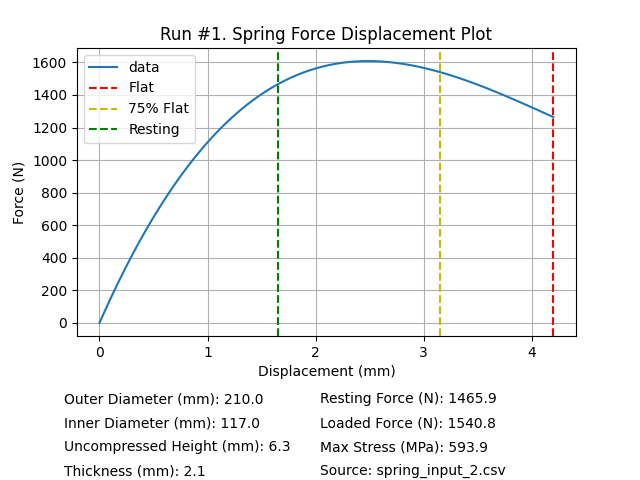 Run #1. Spring Force Displacement Plot
data
Flat
75% Flat
Resting
Force (N)
1600
1400
1200
1000
800
600
400
200
0
0 1 2 3 4
Displacement (mm)
Outer Diameter (mm): 210.0
Inner Diameter (mm): 117.0
Uncompressed Height (mm): 6.3
Thickness (mm): 2.1
Resting Force (N): 1465.9
Loaded Force (N): 1540.8
Max Stress (MPa): 593.9
Source: spring_input_2.csv